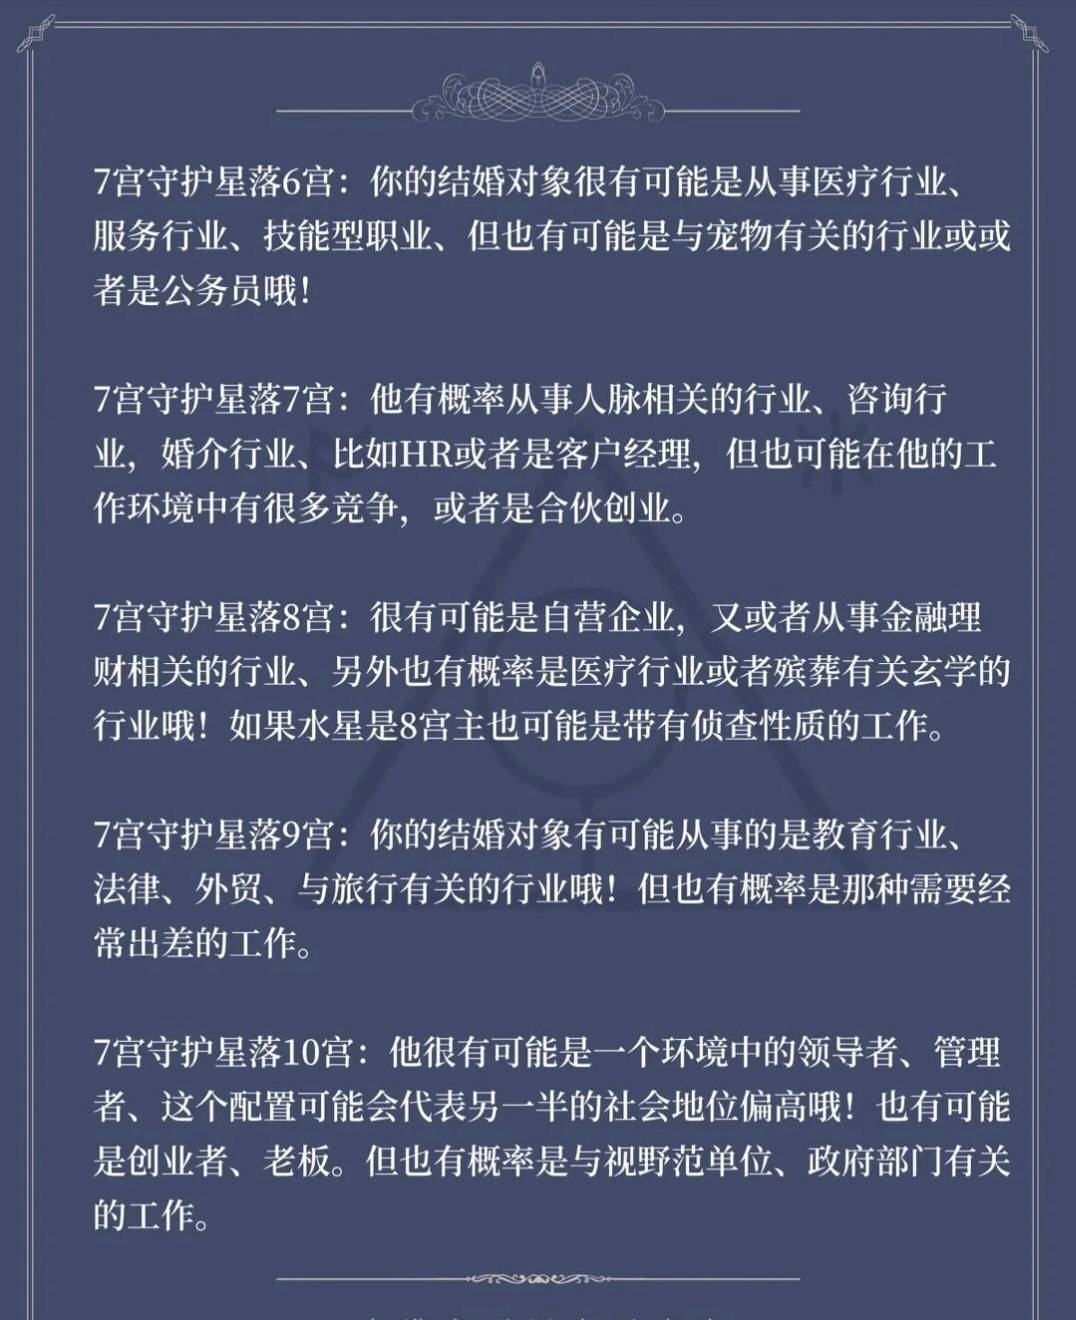 7宫守护星落6宫：你的结婚对象很有可能是从事医疗行业、
服务行业、技能型职业、但也有可能是与宠物有关的行业或或
者是公务员哦！
7宫守护星落7宫：他有概率从事人脉相关的行业、咨询行
业，婚介行业、比如HR或者是客户经理，但也可能在他的工
作环境中有很多竞争，或者是合伙创业。
7宫守护星落8宫：很有可能是自营企业，又或者从事金融理
财相关的行业、另外也有概率是医疗行业或者殡葬有关玄学的
行业哦！如果水星是8宫主也可能是带有侦查性质的工作。
7宫守护星落9宫：你的结婚对象有可能从事的是教育行业、
法律、外贸、与旅行有关的行业哦！但也有概率是那种需要经
常出差的工作。
7宫守护星落10宫：他很有可能是一个环境中的领导者、管理
者、这个配置可能会代表另一半的社会地位偏高哦！也有可能
是创业者、老板。但也有概率是与视野范单位、政府部门有关
的工作。